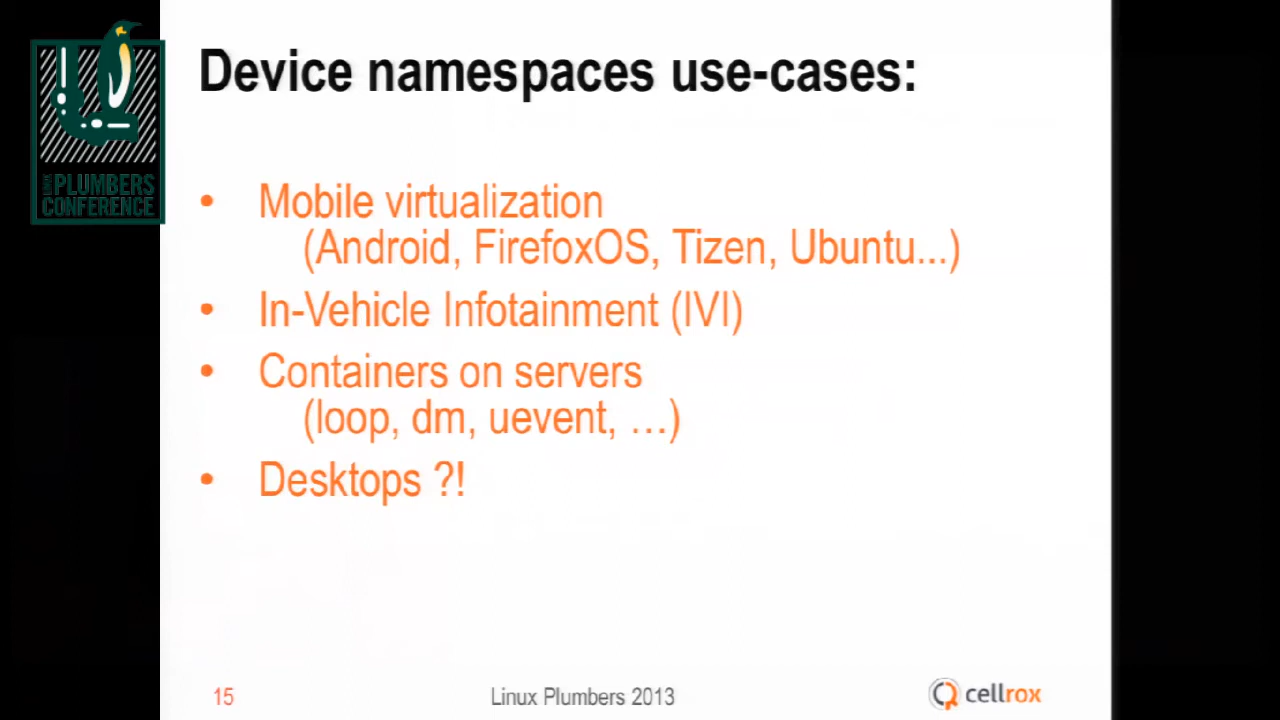 Device namespaces use-cases:
LINUX PLUMBERS
CONFERENCE
• Mobile virtualization
(Android, FirefoxOS, Tizen, Ubuntu...)
• In-Vehicle Infotainment (IVI)
• Containers on servers
(loop, dm, uevent, …)
• Desktops ?!
15
Linux Plumbers 2013
cellrox